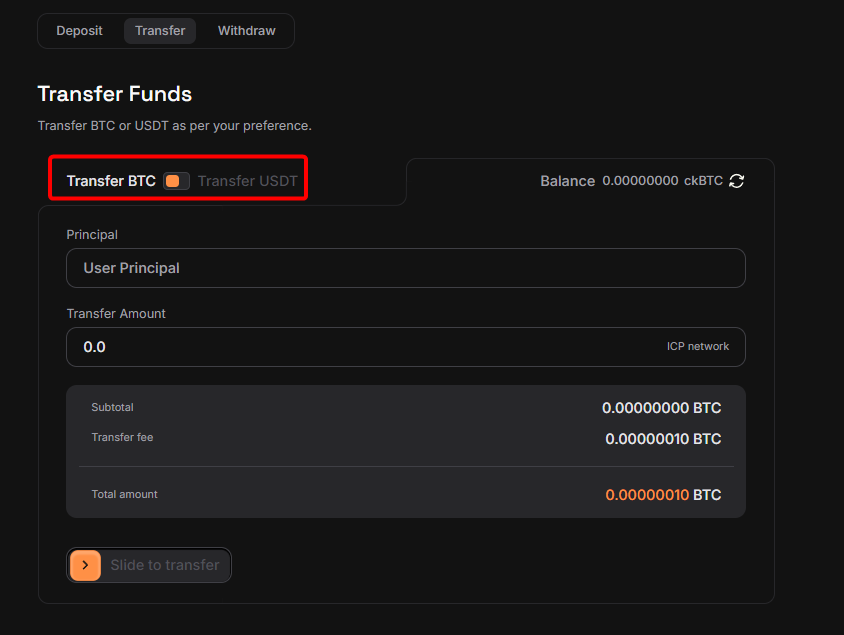 Deposit Transfer Withdraw
Transfer Funds
Transfer BTC or USDT as per your preference.
Transfer BTC Transfer USDT Balance 0.00000000 ckBTC
Principal
User Principal
Transfer Amount
0.0 ICP network
Subtotal 0.00000000 BTC
Transfer fee 0.00000010 BTC
Total amount 0.00000010 BTC
Slide to transfer